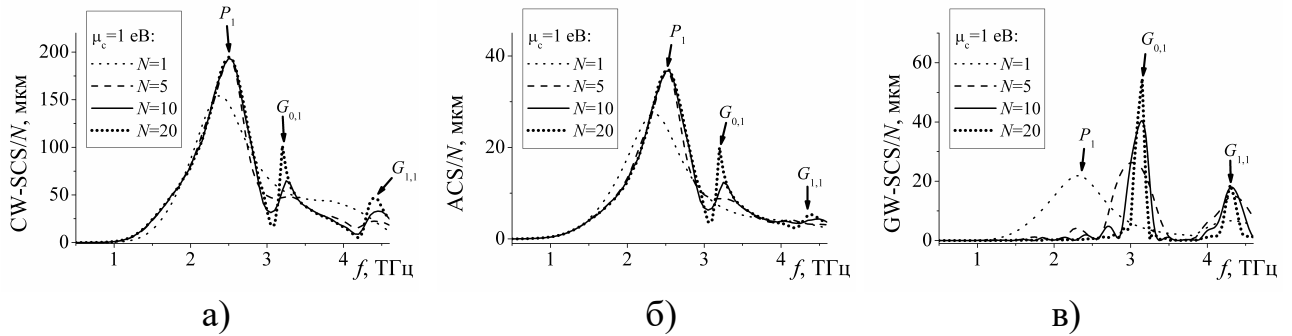 CW-SCS/N, мкм
200
150
100
50
0
1
2
3
4
f, ТГц
μc=1 еВ:
N=1
N=5
N=10
N=20
P1
G0,1
G1,1
а)
ACS/N, мкм
40
20
0
1
2
3
4
f, ТГц
μc=1 еВ:
N=1
N=5
N=10
N=20
P1
G0,1
G1,1
б)
GW-SCS/N, мкм
60
40
20
0
1
2
3
4
f, ТГц
μc=1 еВ:
N=1
N=5
N=10
N=20
P1
G0,1
G1,1
в)